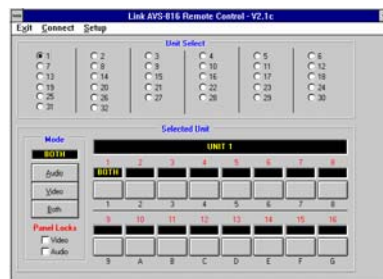 Link AVS-816 Remote Control - V2.1c
Exit Connect Setup
Unit Select
1 2 3 4 5 6
7 8 9 10 11 12
13 14 15 16 17 18
19 20 21 22 23 24
25 26 27 28 29 30
31 32
Selected Unit
Mode
UNIT 1
BOTH
1 2 3 4 5 6 7 8
BOTH
Audio
Video
1 2 3 4 5 6 7 8
Both
9 10 11 12 13 14 15 16
Panel Locks
Video
Audio
9 A B C D E F G